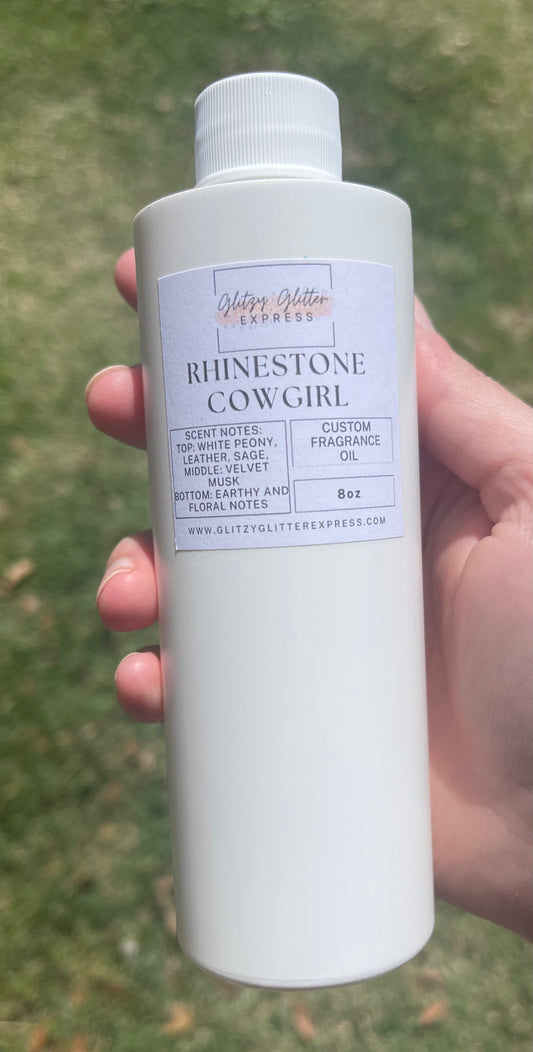 Glitzy Glitter
EXPRESS
RHINESTONE
COWGIRL
SCENT NOTES:
TOP: WHITE PEONY,
LEATHER, SAGE,
MIDDLE: VELVET
MUSK
BOTTOM: EARTHY AND
FLORAL NOTES
CUSTOM
FRAGRANCE
OIL
8oz
WWW.GLITZYGLITTEREXPRESS.COM